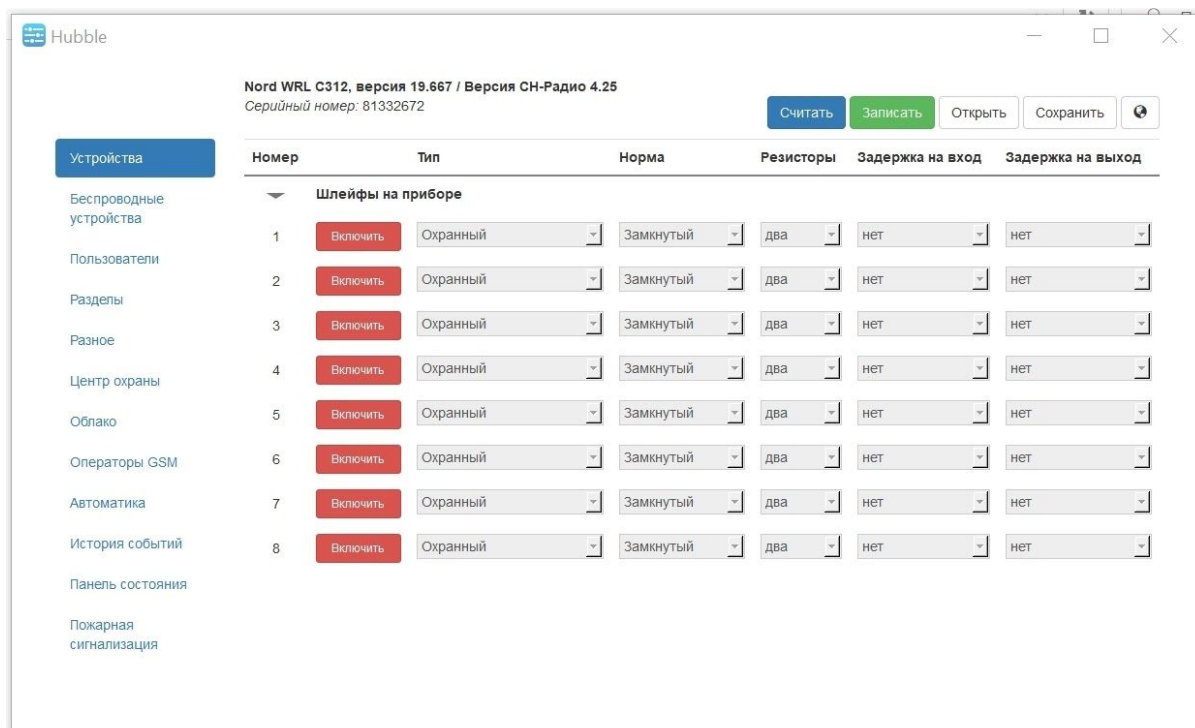 Hubble
Nord WRL C312, версия 19.667 / Версия СН-Радио 4.25
Серийный номер: 81332672
Считать Записать Открыть Сохранить
Устройства
Беспроводные
устройства
Пользователи
Разделы
Разное
Центр охраны
Облако
Операторы GSM
Автоматика
История событий
Панель состояния
Пожарная
сигнализация
Номер Тип Норма Резисторы Задержка на вход Задержка на выход
Шлейфы на приборе
1 Включить Охранный Замкнутый два нет нет
2 Включить Охранный Замкнутый два нет нет
3 Включить Охранный Замкнутый два нет нет
4 Включить Охранный Замкнутый два нет нет
5 Включить Охранный Замкнутый два нет нет
6 Включить Охранный Замкнутый два нет нет
7 Включить Охранный Замкнутый два нет нет
8 Включить Охранный Замкнутый два нет нет